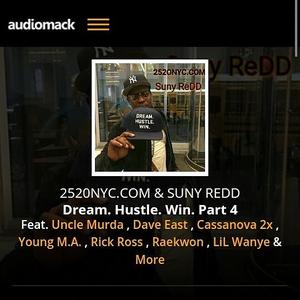 audiomack
Suny ReDD
2520NYC.COM
Suny ReDD
DREAM.
HUSTLE.
WIN.
2520NYC.COM & SUNY REDD
Dream. Hustle. Win. Part 4
Feat. Uncle Murda , Dave East , Cassanova 2x ,
Young M.A. , Rick Ross , Raekwon , LiL Wanye &
More